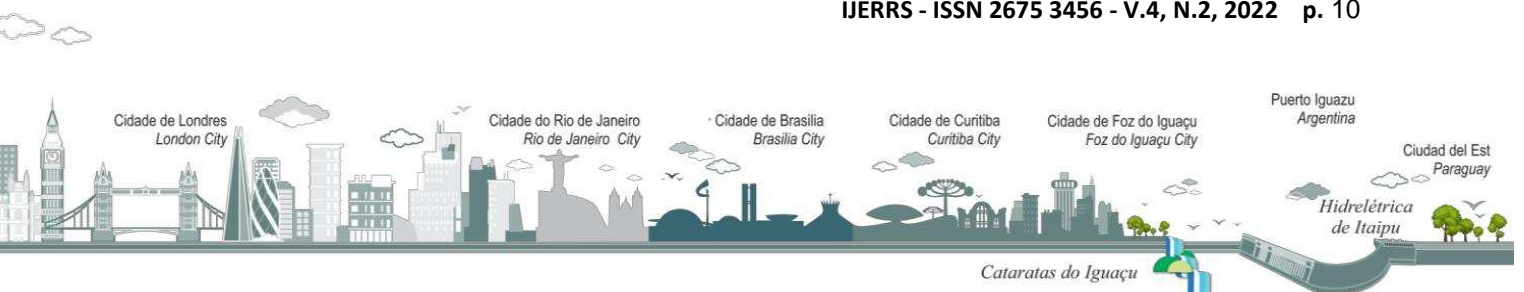 IJERRS - ISSN 2675 3456 - V.4, N.2, 2022 p. 10
Cidade de Londres
London City
Cidade do Rio de Janeiro
Rio de Janeiro City
Cidade de Brasilia
Brasilia City
Cidade de Curitiba
Curitiba City
Cidade de Foz do Iguaçu
Foz do Iguaçu City
Puerto Iguazu
Argentina
Ciudad del Est
Paraguay
Hidrelétrica
de Itaipu
Cataratas do Iguaçu